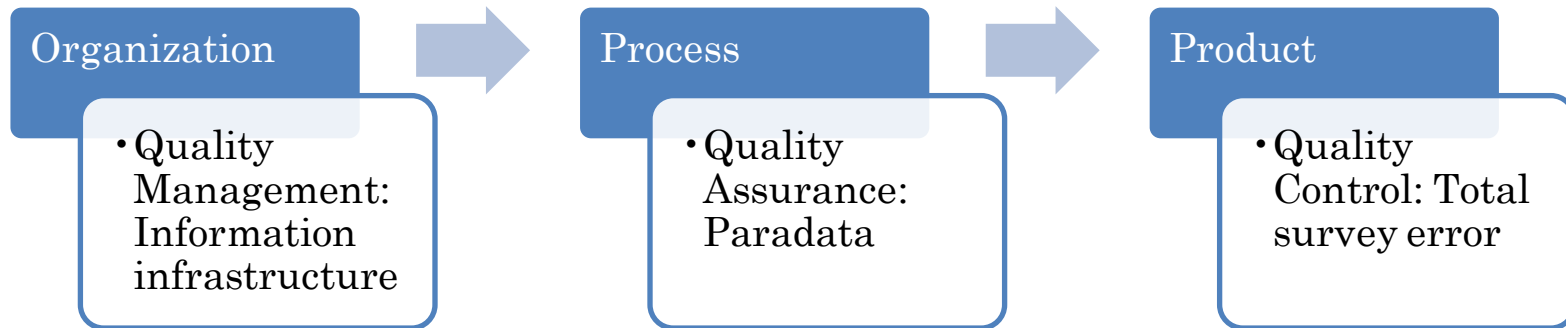 Organization
•Quality
Management:
Information
infrastructure
Process
•Quality
Assurance:
Paradata
Product
•Quality
Control: Total
survey error